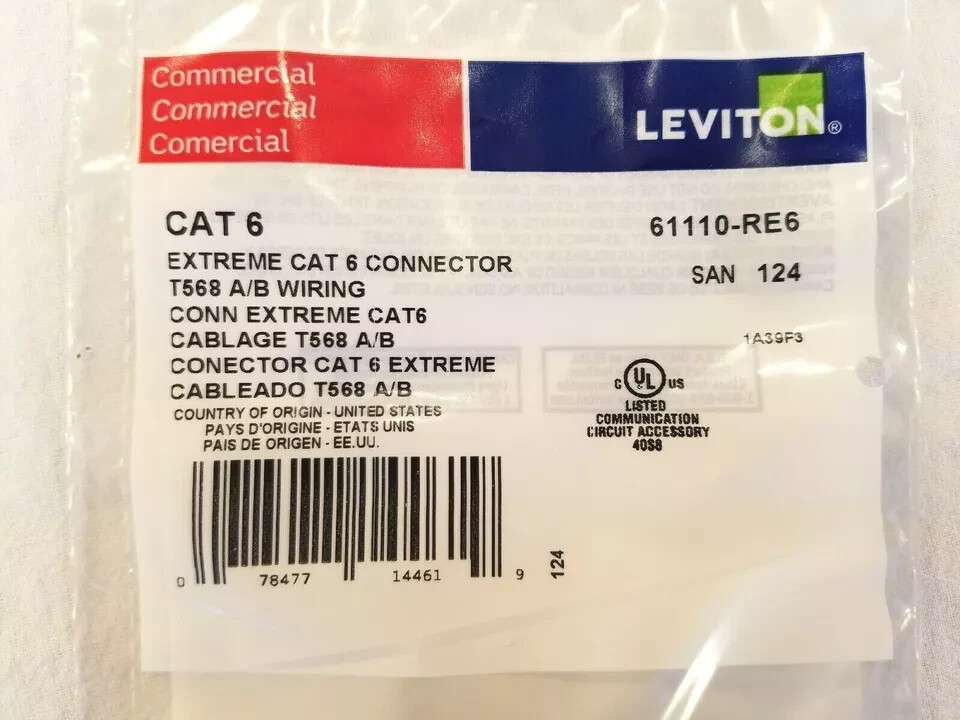 Commercial
Commercial
Comercial
LEVITON®
CAT 6
61110-RE6
EXTREME CAT 6 CONNECTOR
SAN 124
T568 A/B WIRING
CONN EXTREME CAT6
CABLAGE T568 A/B
1A39F3
CONECTOR CAT 6 EXTREME
CABLEADO T568 A/B
C UL US
LISTED
COMMUNICATION
CIRCUIT ACCESSORY
40S8
COUNTRY OF ORIGIN - UNITED STATES
PAYS D'ORIGINE - ETATS UNIS
PAIS DE ORIGEN - EE.UU.
0 78477 14461 9
124